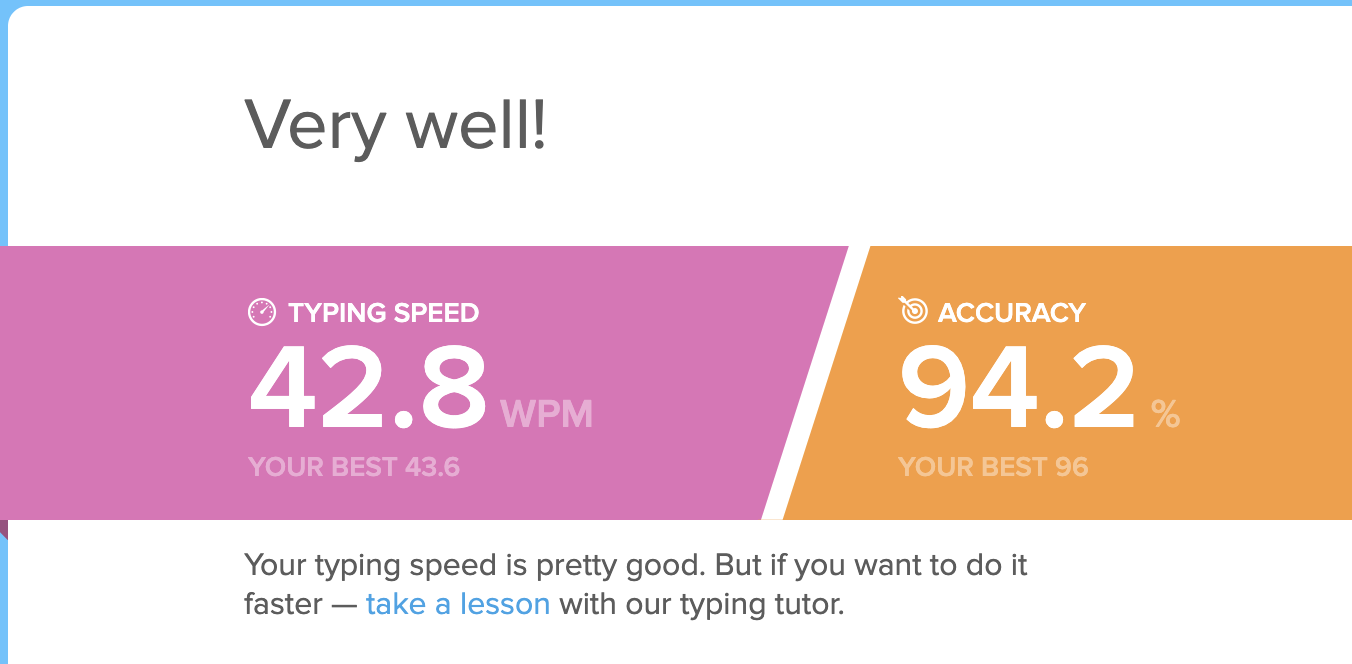 Very well!
TYPING SPEED
42.8 WPM
YOUR BEST 43.6
ACCURACY
94.2 %
YOUR BEST 96
Your typing speed is pretty good. But if you want to do it
faster — take a lesson with our typing tutor.